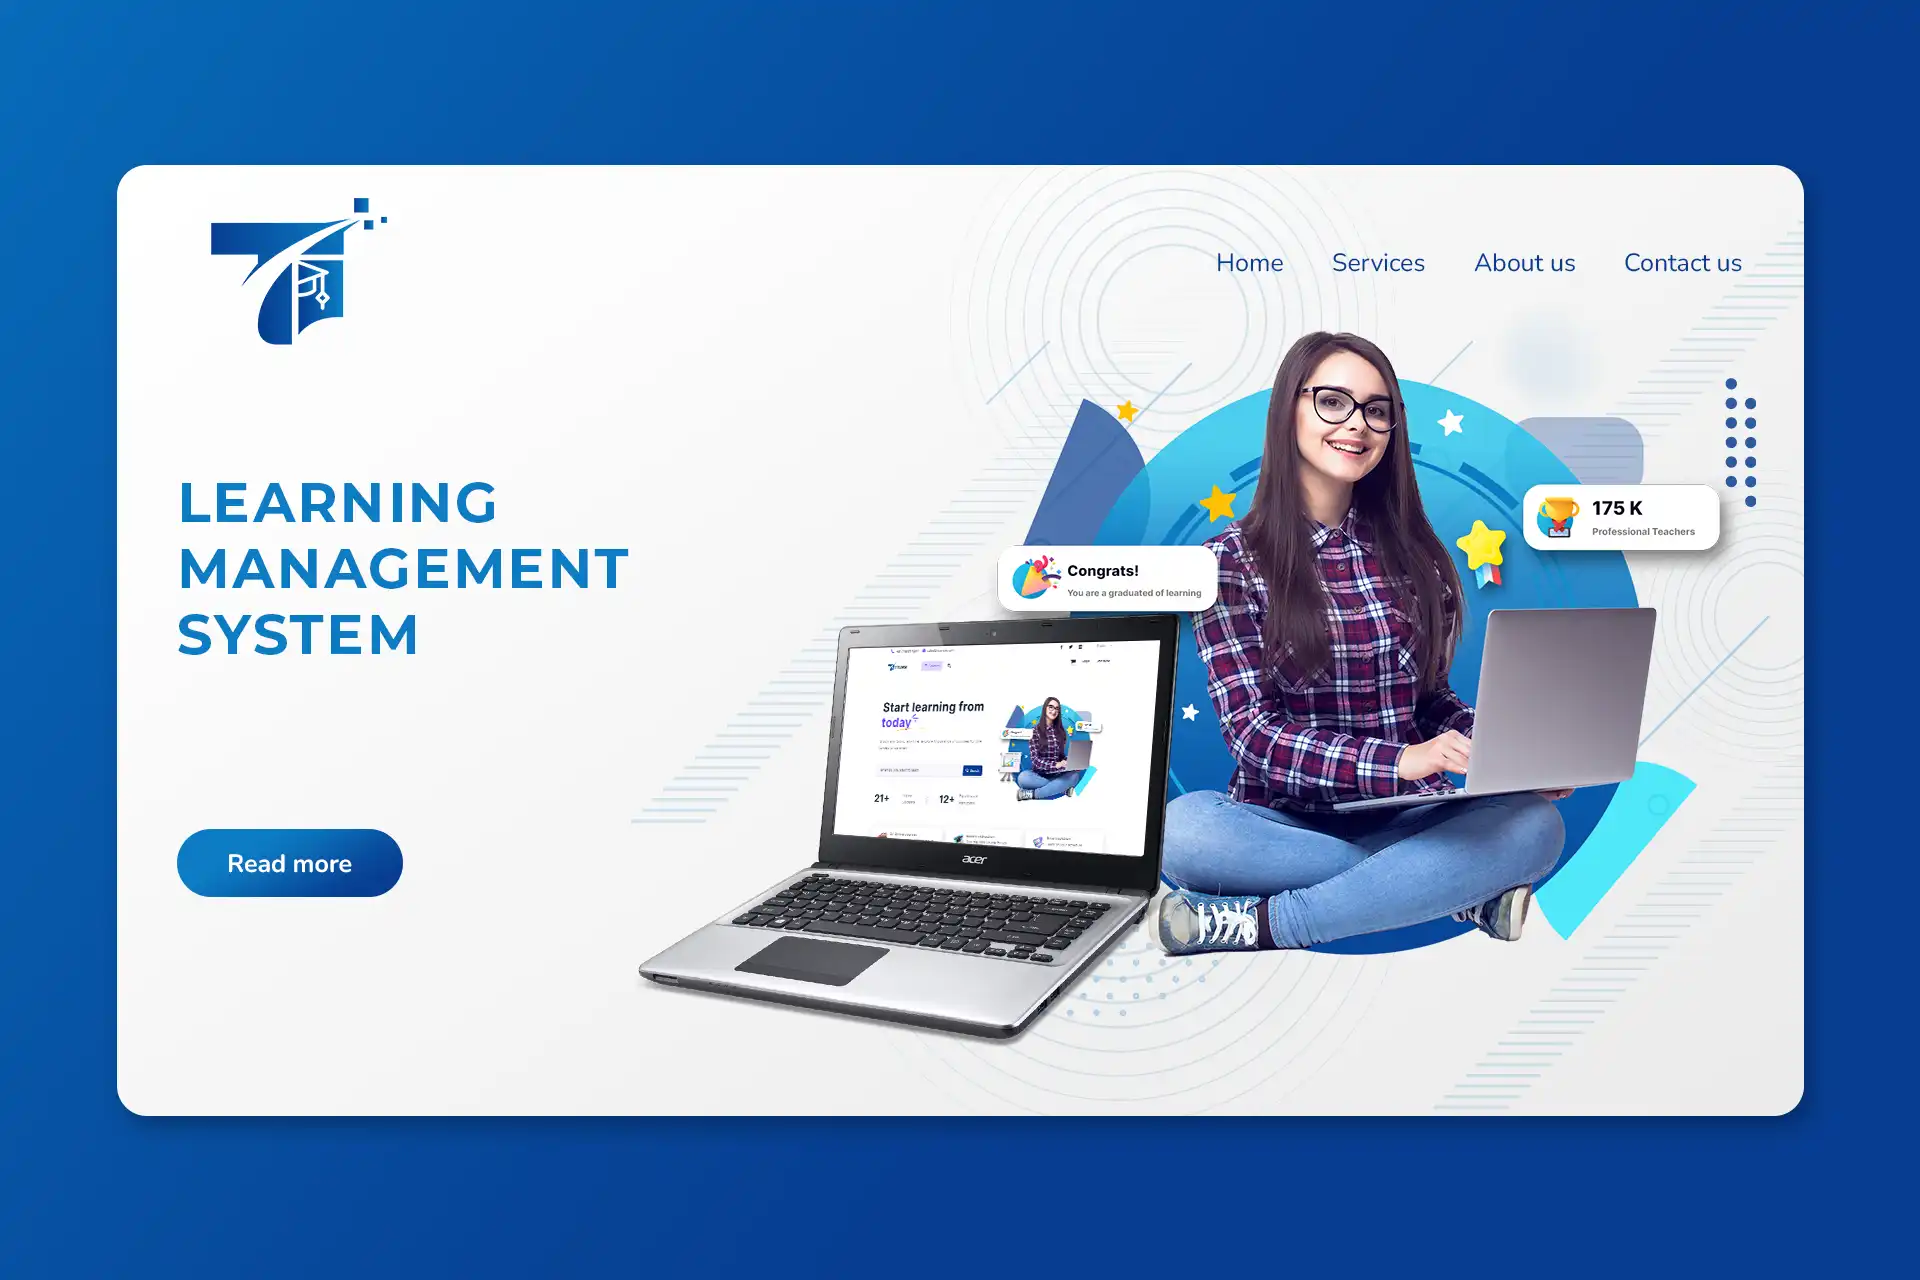 Home Services About us Contact us
LEARNING
MANAGEMENT
SYSTEM
Read more
175 K
Professional Teachers
Congrats!
You are a graduated of learning
Start learning from
today
21+
12+
acer